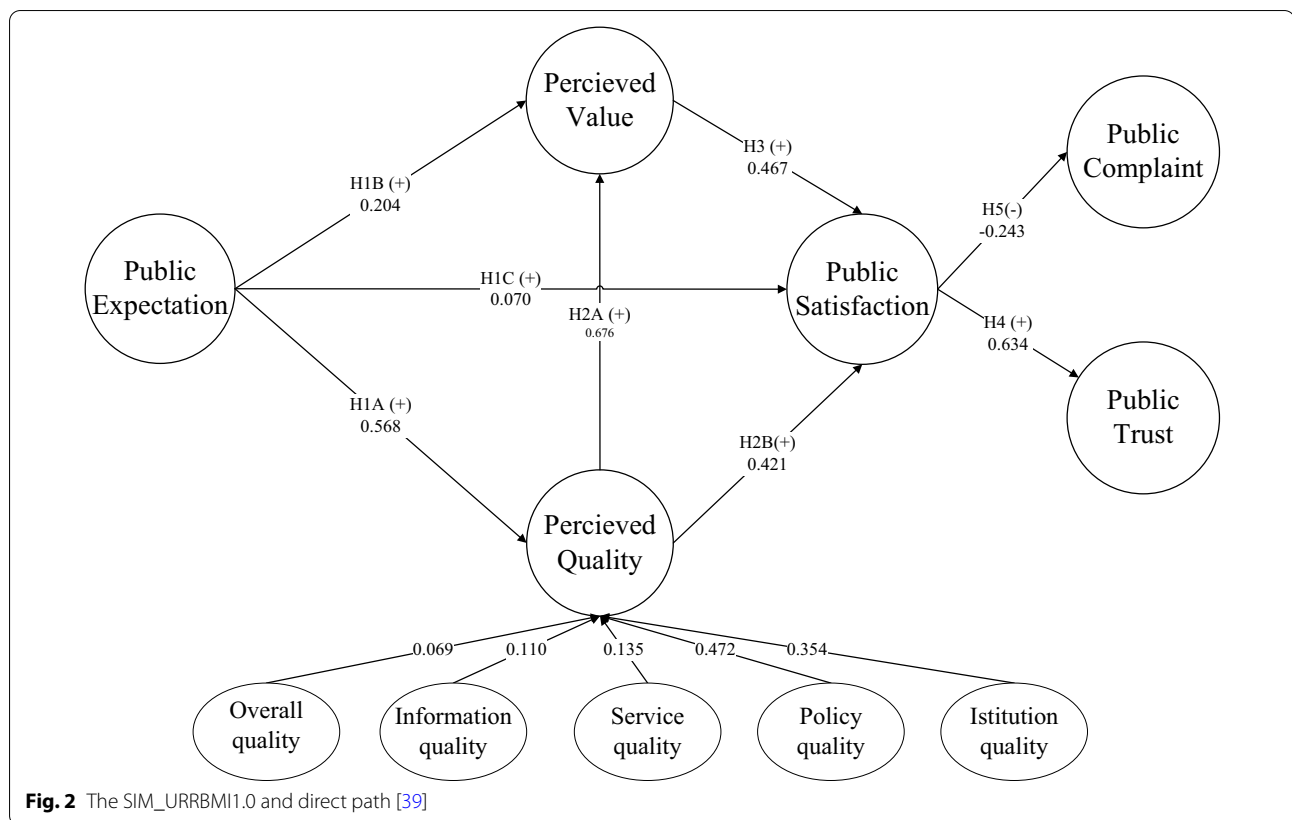 Percieved
Value
H3 (+)
0.467
Public
Complaint
H1B (+)
0.204
H5(-)
-0.243
Public
Expectation
H1C (+)
0.070
H2A (+)
0.676
Public
Satisfaction
H4 (+)
0.634
Public
Trust
H1A (+)
0.568
H2B(+)
0.421
Percieved
Quality
0.069
0.110
0.135
0.472
0.354
Overall
quality
Information
quality
Service
quality
Policy
quality
Istitution
quality
Fig. 2 The SIM_URRBMI1.0 and direct path [39]